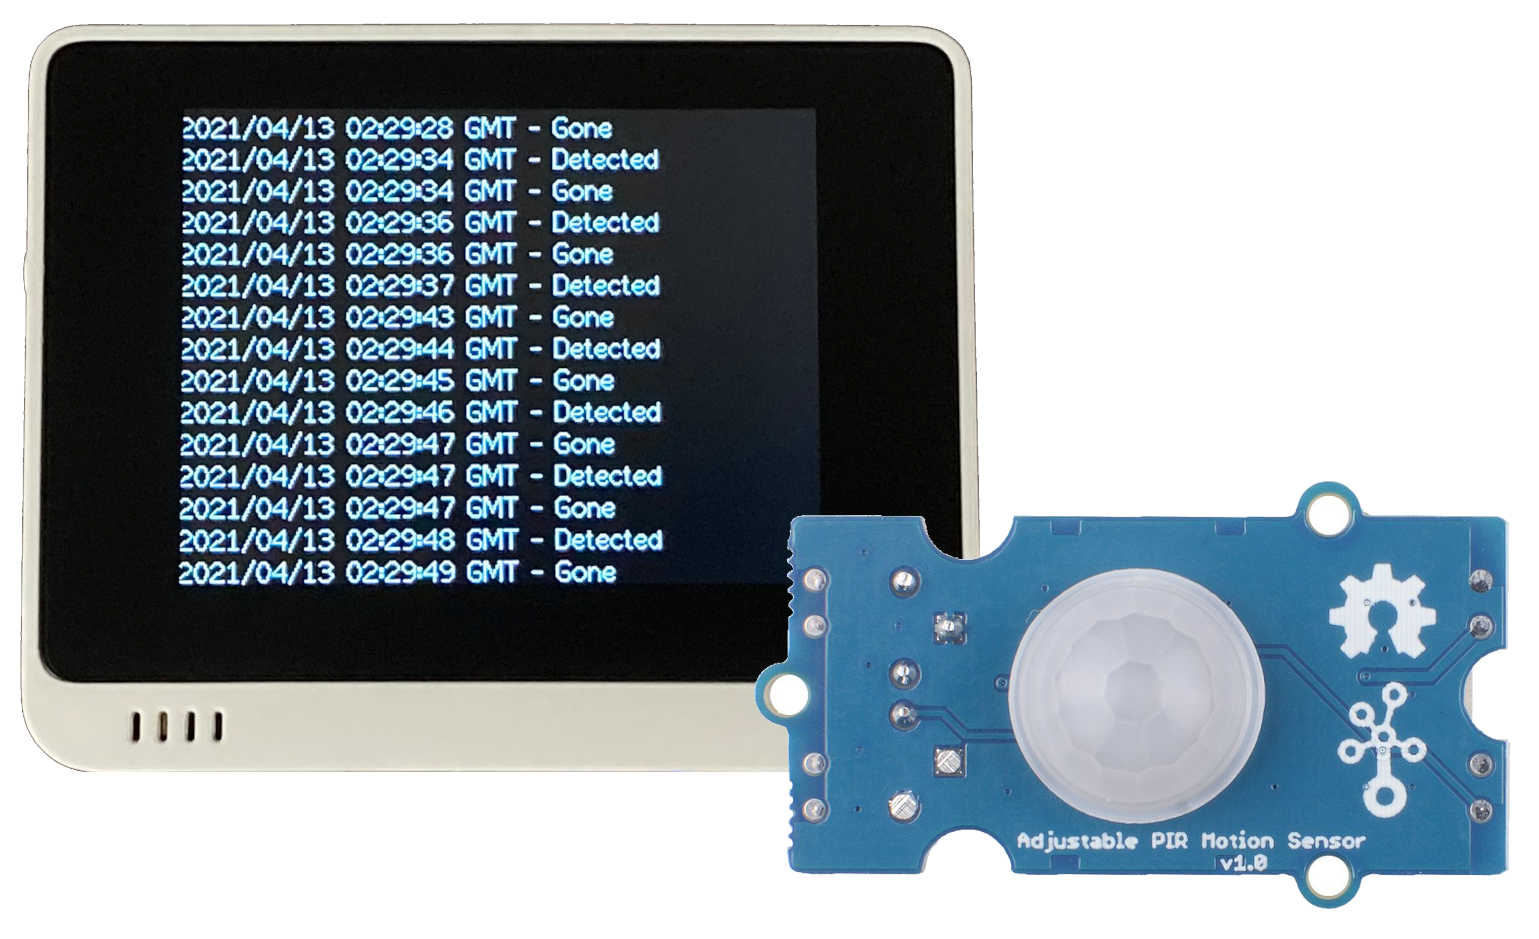 2021/04/13 02:29:28 GMT - Gone
2021/04/13 02:29:34 GMT - Detected
2021/04/13 02:29:34 GMT - Gone
2021/04/13 02:29:36 GMT - Detected
2021/04/13 02:29:36 GMT - Gone
2021/04/13 02:29:37 GMT - Detected
2021/04/13 02:29:43 GMT - Gone
2021/04/13 02:29:44 GMT - Detected
2021/04/13 02:29:45 GMT - Gone
2021/04/13 02:29:46 GMT - Detected
2021/04/13 02:29:47 GMT - Gone
2021/04/13 02:29:47 GMT - Detected
2021/04/13 02:29:47 GMT - Gone
2021/04/13 02:29:48 GMT - Detected
2021/04/13 02:29:49 GMT - Gone
Adjustable PIR Motion Sensor
v1.0